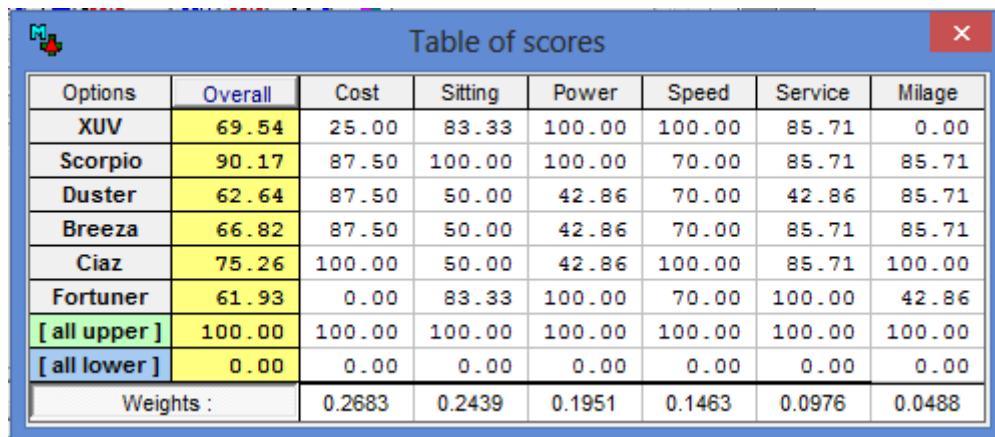 Table of scores
Options Overall Cost Sitting Power Speed Service Milage
XUV 69.54 25.00 83.33 100.00 100.00 85.71 0.00
Scorpio 90.17 87.50 100.00 100.00 70.00 85.71 85.71
Duster 62.64 87.50 50.00 42.86 70.00 42.86 85.71
Breeza 66.82 87.50 50.00 42.86 70.00 85.71 85.71
Ciaz 75.26 100.00 50.00 42.86 100.00 85.71 100.00
Fortuner 61.93 0.00 83.33 100.00 70.00 100.00 42.86
[ all upper ] 100.00 100.00 100.00 100.00 100.00 100.00 100.00
[ all lower ] 0.00 0.00 0.00 0.00 0.00 0.00 0.00
Weights : 0.2683 0.2439 0.1951 0.1463 0.0976 0.0488